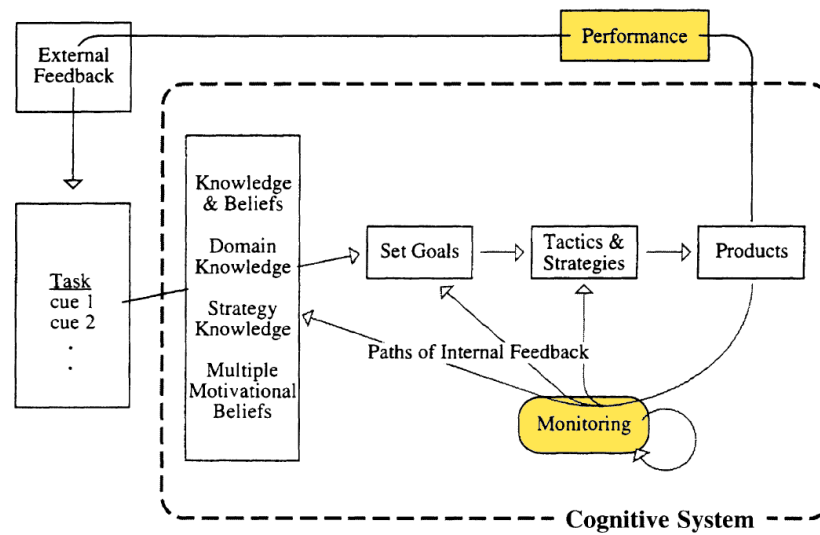 Performance
External
Feedback
Knowledge
& Beliefs
Domain
Knowledge
Strategy
Knowledge
Multiple
Motivational
Beliefs
Set Goals
Tactics &
Strategies
Products
Task
cue 1
cue 2
.
.
Paths of Internal Feedback
Monitoring
Cognitive System